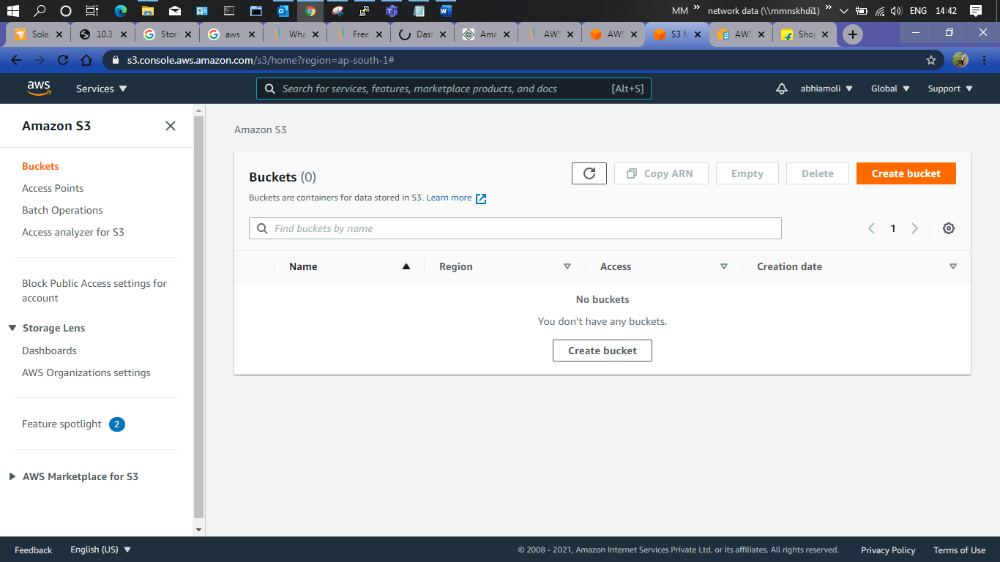 MM » network data (\\mmnskhdi1) » ENG 14:42
Sola 10.3 Stora aws Wha Free Dash Ama AWS AWS S3 M AWS Shop
s3.console.aws.amazon.com/s3/home?region=ap-south-1#
aws Services Search for services, features, marketplace products, and docs [Alt+S] abhiamoli Global Support
Amazon S3
Buckets
Access Points
Batch Operations
Access analyzer for S3
Block Public Access settings for
account
Storage Lens
Dashboards
AWS Organizations settings
Feature spotlight 2
AWS Marketplace for S3
Amazon S3
Buckets (0) Copy ARN Empty Delete Create bucket
Buckets are containers for data stored in S3. Learn more
Find buckets by name 1
Name Region Access Creation date
No buckets
You don't have any buckets.
Create bucket
Feedback English (US) © 2008 - 2021, Amazon Internet Services Private Ltd. or its affiliates. All rights reserved. Privacy Policy Terms of Use